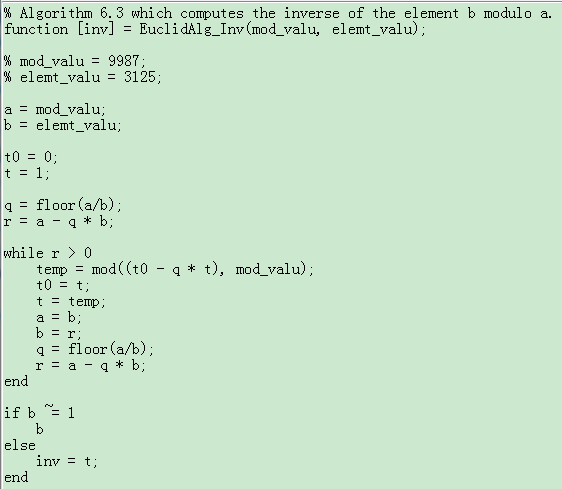 % Algorithm 6.3 which computes the inverse of the element b modulo a.
function [inv] = EuclidAlg_Inv(mod_valu, elemt_valu);
% mod_valu = 9987;
% elemt_valu = 3125;
a = mod_valu;
b = elemt_valu;
t0 = 0;
t = 1;
q = floor(a/b);
r = a - q * b;
while r > 0
    temp = mod((t0 - q * t), mod_valu);
    t0 = t;
    t = temp;
    a = b;
    b = r;
    q = floor(a/b);
    r = a - q * b;
end
if b ~= 1
    b
else
    inv = t;
end